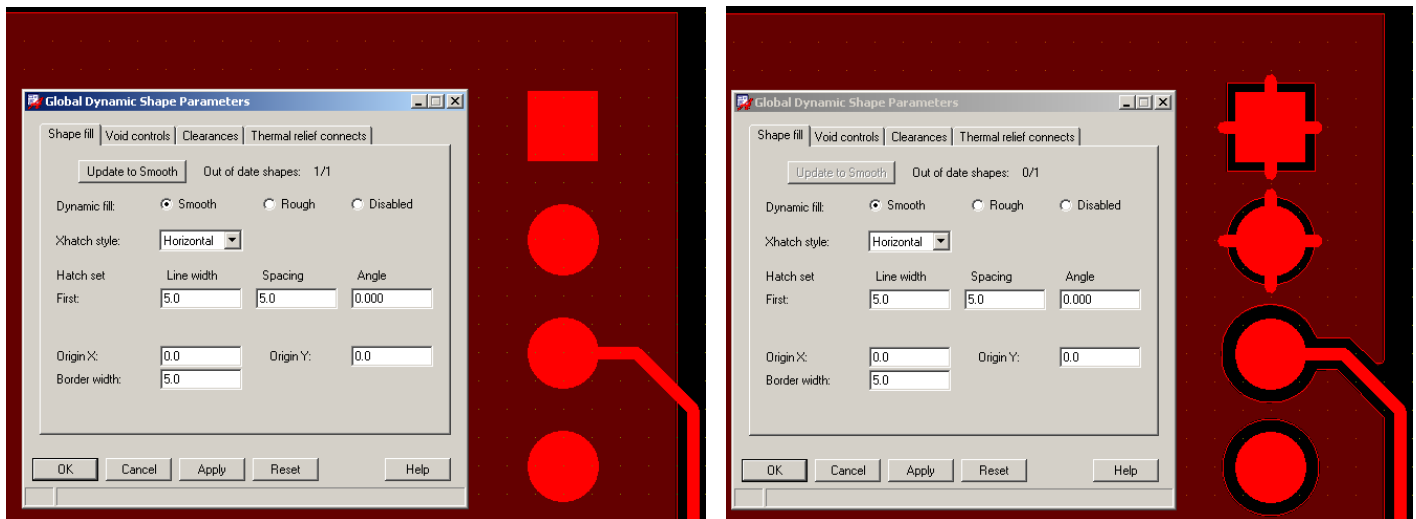 Global Dynamic Shape Parameters
Shape fill Void controls Clearances Thermal relief connects
Update to Smooth Out of date shapes: 1/1
Dynamic fill: Smooth Rough Disabled
Xhatch style: Horizontal
Hatch set Line width Spacing Angle
First: 5.0 5.0 0.000
Origin X: 0.0 Origin Y: 0.0
Border width: 5.0
OK Cancel Apply Reset Help
Global Dynamic Shape Parameters
Shape fill Void controls Clearances Thermal relief connects
Update to Smooth Out of date shapes: 0/1
Dynamic fill: Smooth Rough Disabled
Xhatch style: Horizontal
Hatch set Line width Spacing Angle
First: 5.0 5.0 0.000
Origin X: 0.0 Origin Y: 0.0
Border width: 5.0
OK Cancel Apply Reset Help